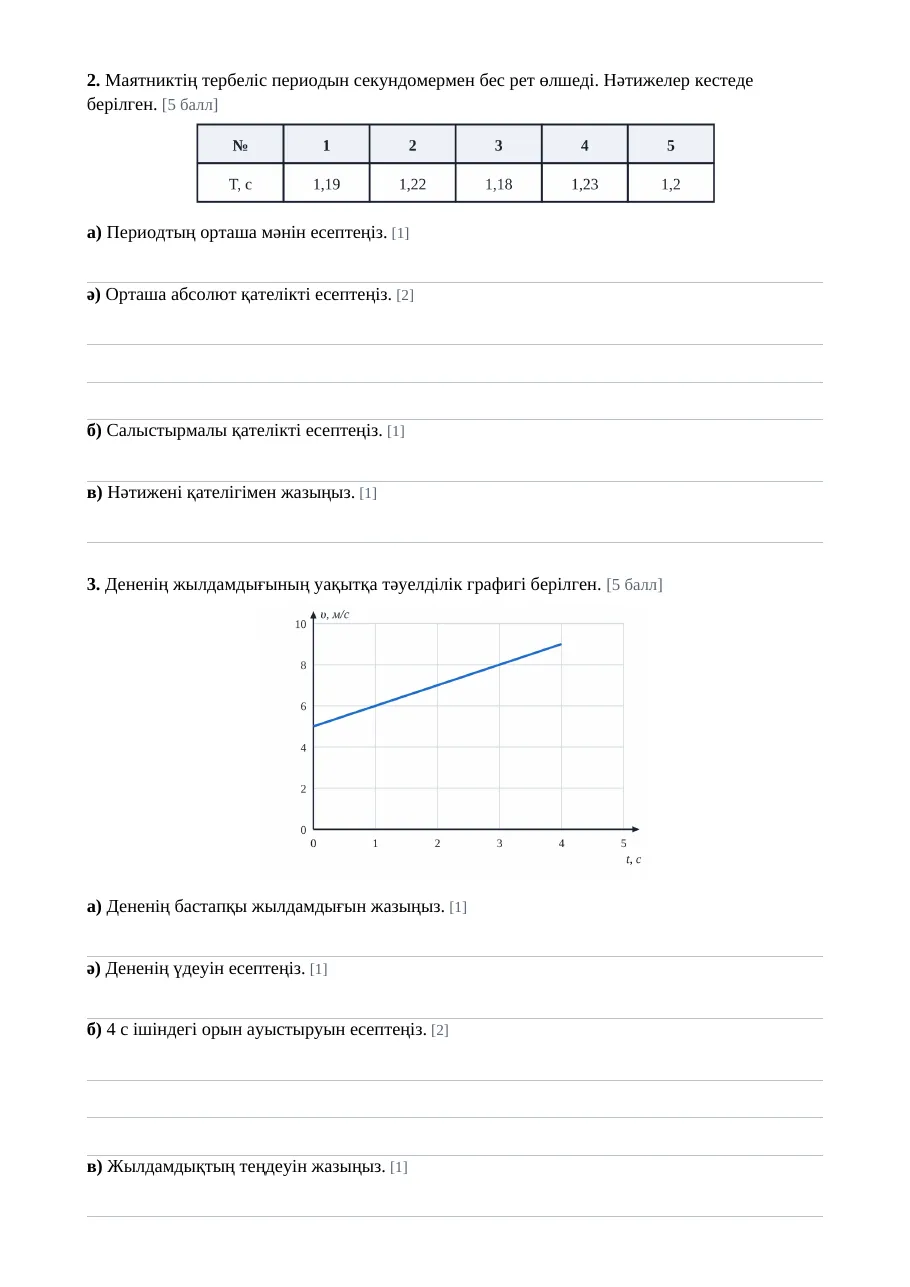 2. Маятниктің тербеліс периодын секундомермен бес рет өлшеді. Нәтижелер кестеде
берілген. [5 балл]
№ 1 2 3 4 5
Т, с 1,19 1,22 1,18 1,23 1,2
а) Периодтың орташа мәнін есептеңіз. [1]
ә) Орташа абсолют қателікті есептеңіз. [2]
б) Салыстырмалы қателікті есептеңіз. [1]
в) Нәтижені қателігімен жазыңыз. [1]
3. Дененің жылдамдығының уақытқа тәуелділік графигі берілген. [5 балл]
υ, м/с
10
8
6
4
2
0
0 1 2 3 4 5
t, с
а) Дененің бастапқы жылдамдығын жазыңыз. [1]
ә) Дененің үдеуін есептеңіз. [1]
б) 4 с ішіндегі орын ауыстыруын есептеңіз. [2]
в) Жылдамдықтың теңдеуін жазыңыз. [1]